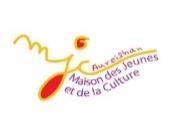 mjc
Aureilhan
Maison des Jeunes
et de la Culture